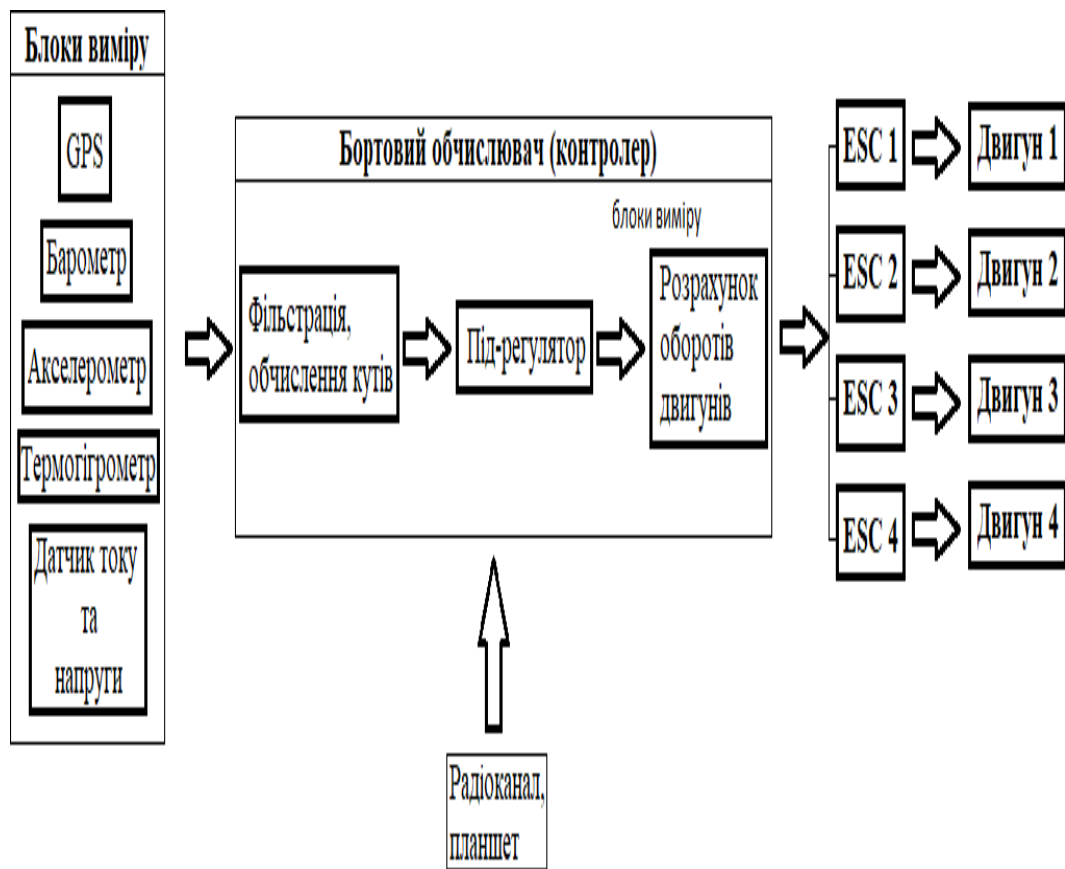 Блоки виміру
GPS
Барометр
Акселерометр
Термогігрометр
Датчик току
та
напруги
Бортовий обчислювач (контролер)
блоки виміру
Фільстрація,
обчислення кутів
Під-регулятор
Розрахунок
оборотів
двигунів
Радіоканал,
планшет
ESC 1
Двигун 1
ESC 2
Двигун 2
ESC 3
Двигун 3
ESC 4
Двигун 4